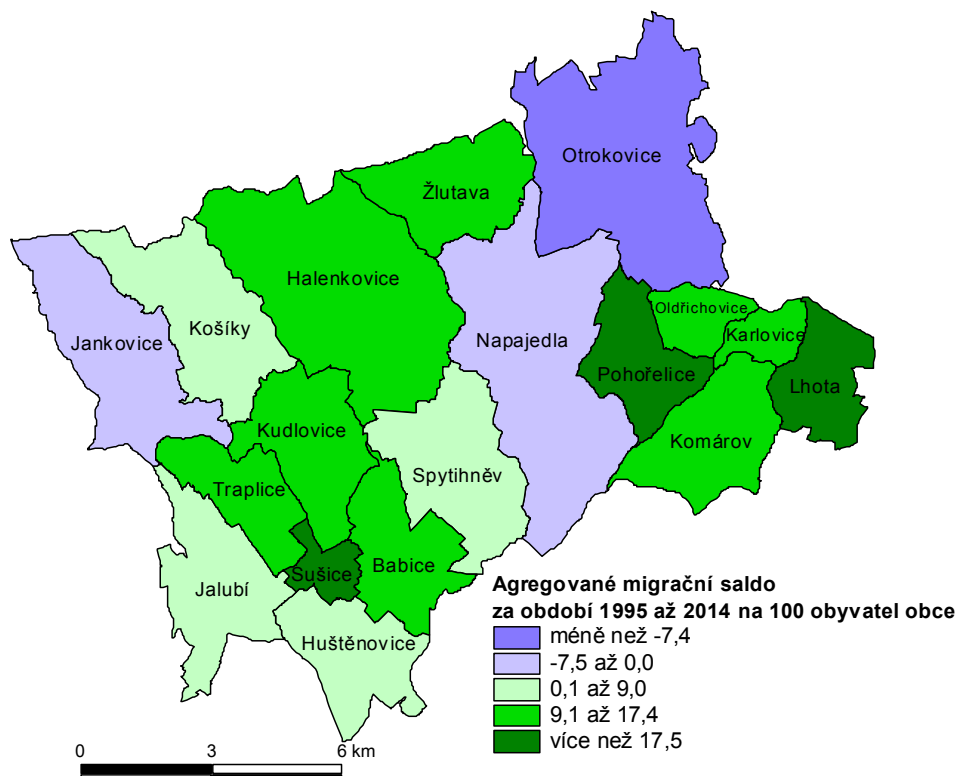 Otrokovice
Žlutava
Halenkovice
Košíky
Jankovice
Napajedla
Oldřichovice
Karlovice
Pohořelice
Lhota
Komárov
Kudlovice
Spytihněv
Traplice
Sušice
Babice
Jalubí
Huštěnovice
Agregované migrační saldo
za období 1995 až 2014 na 100 obyvatel obce
méně než -7,4
-7,5 až 0,0
0,1 až 9,0
9,1 až 17,4
více než 17,5
0 3 6 km